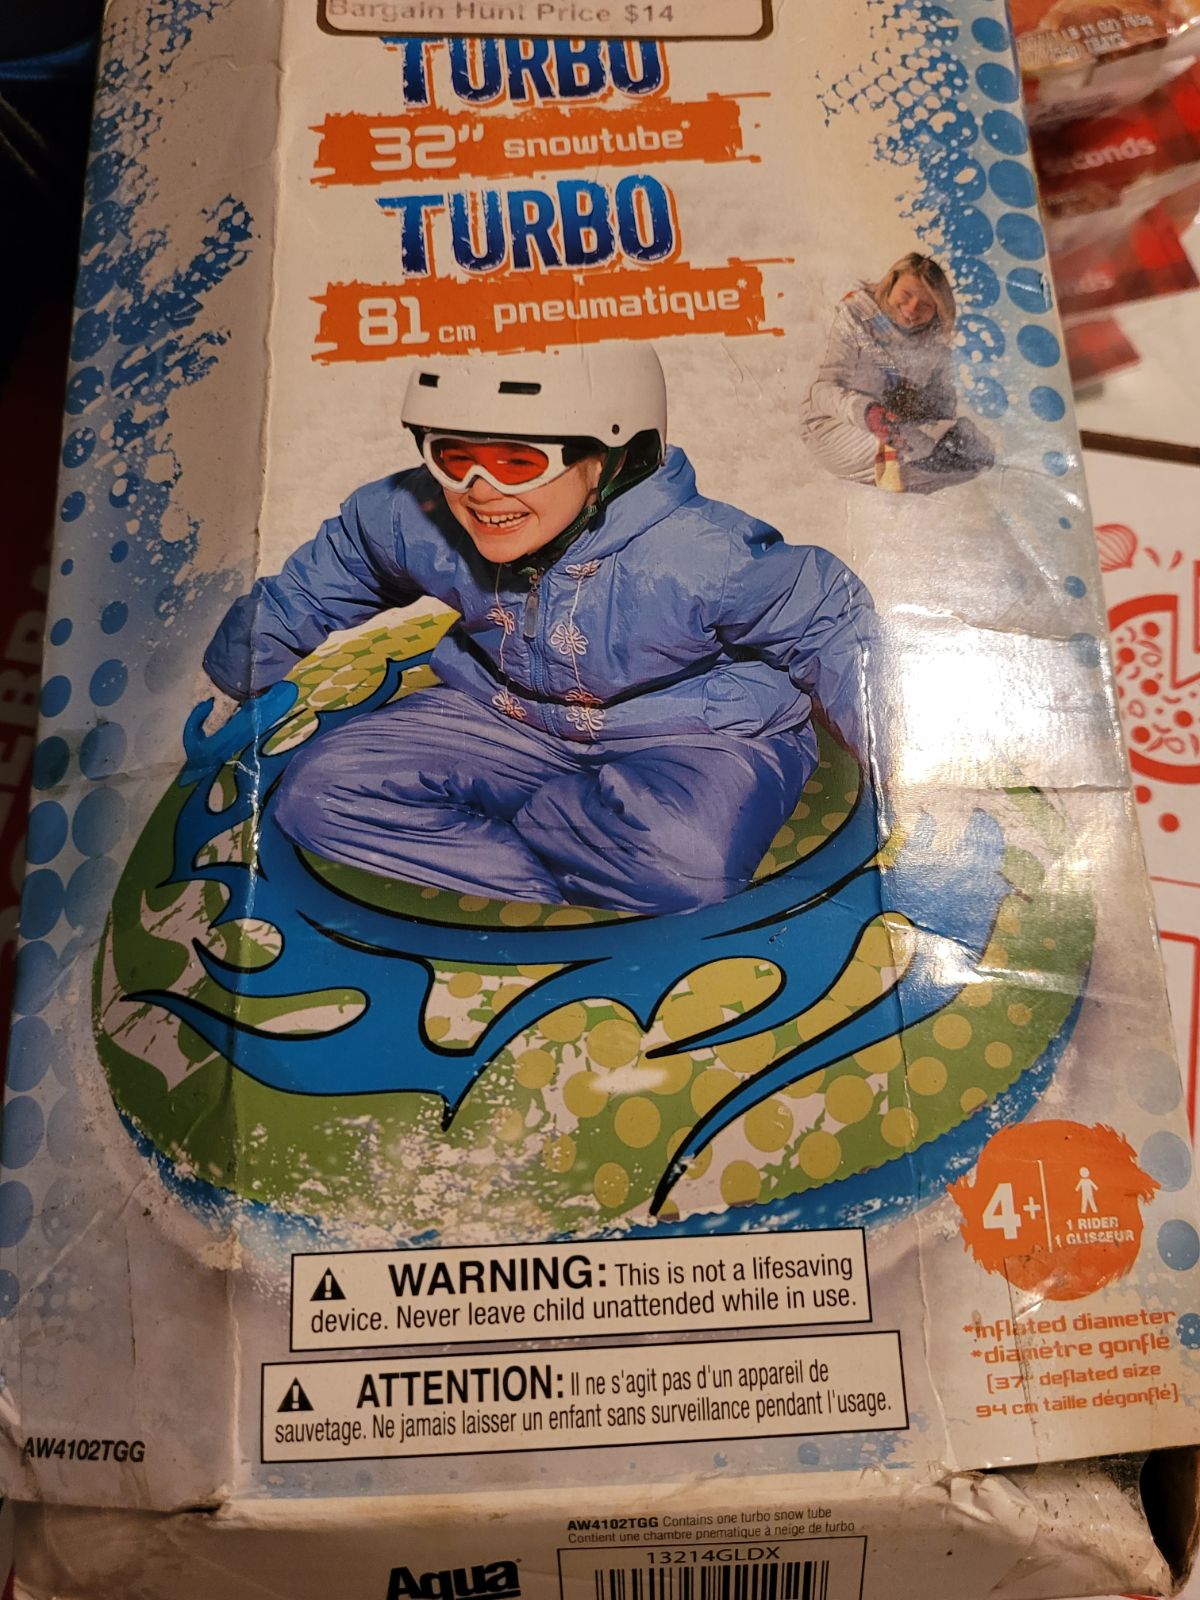 Bargain Hunt Price $14
TURBO
32" snowtube*
TURBO
81 cm pneumatique*
4+
1 RIDER
1 GLISSEUR
WARNING: This is not a lifesaving
device. Never leave child unattended while in use.
*inflated diameter
*diamètre gonflé
(37" deflated size
94 cm taille dégonflé)
ATTENTION: Il ne s'agit pas d'un appareil de
sauvetage. Ne jamais laisser un enfant sans surveillance pendant l'usage.
AW4102TGG
AW4102TGG Contains one turbo snow tube
Contient une chambre pnematique à neige de turbo
Aqua
13214GLDX